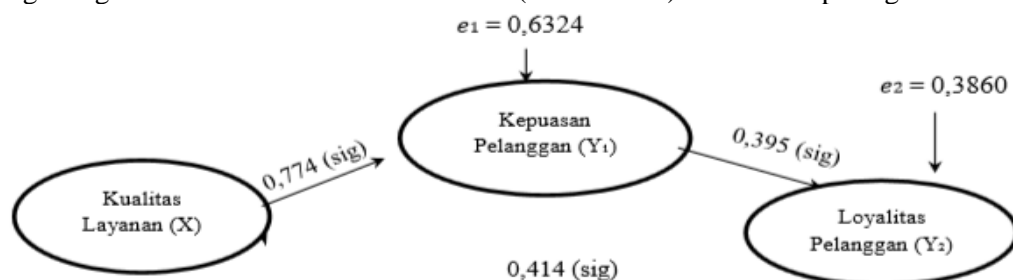 e1 = 0,6324
e2 = 0,3860
Kepuasan
Pelanggan (Y1)
0,774 (sig)
0,395 (sig)
Kualitas
Layanan (X)
Loyalitas
Pelanggan (Y2)
0,414 (sig)